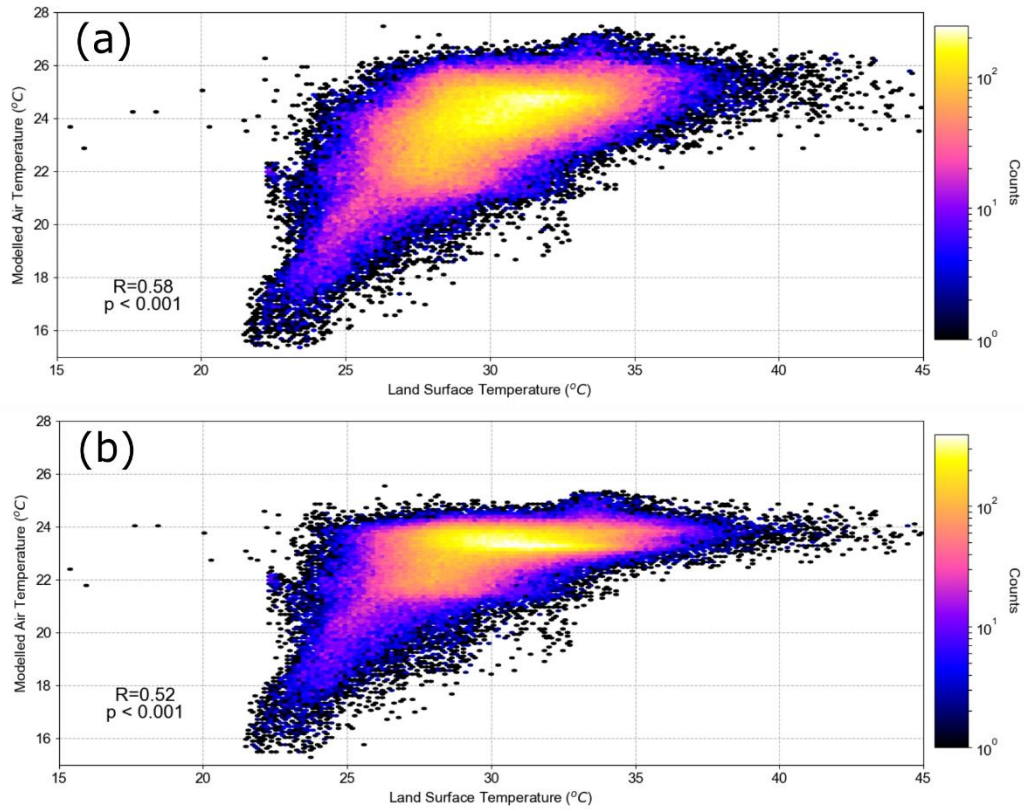 (a)
28
26
24
22
20
18
16
Modelled Air Temperature (°C)
R=0.58
p < 0.001
15 20 25 30 35 40 45
Land Surface Temperature (°C)
10²
10¹
10⁰
Counts
(b)
28
26
24
22
20
18
16
Modelled Air Temperature (°C)
R=0.52
p < 0.001
15 20 25 30 35 40 45
Land Surface Temperature (°C)
10²
10¹
10⁰
Counts